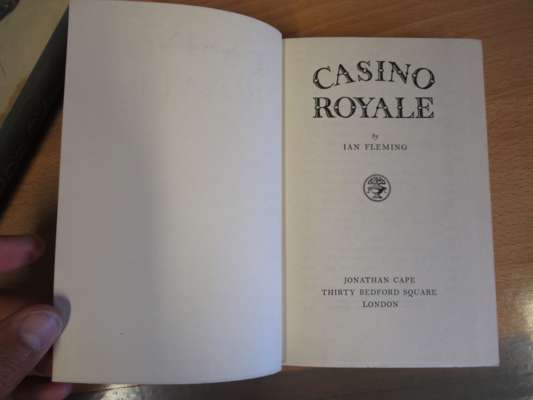 CASINO
ROYALE
by
IAN FLEMING
JONATHAN CAPE
THIRTY BEDFORD SQUARE
LONDON